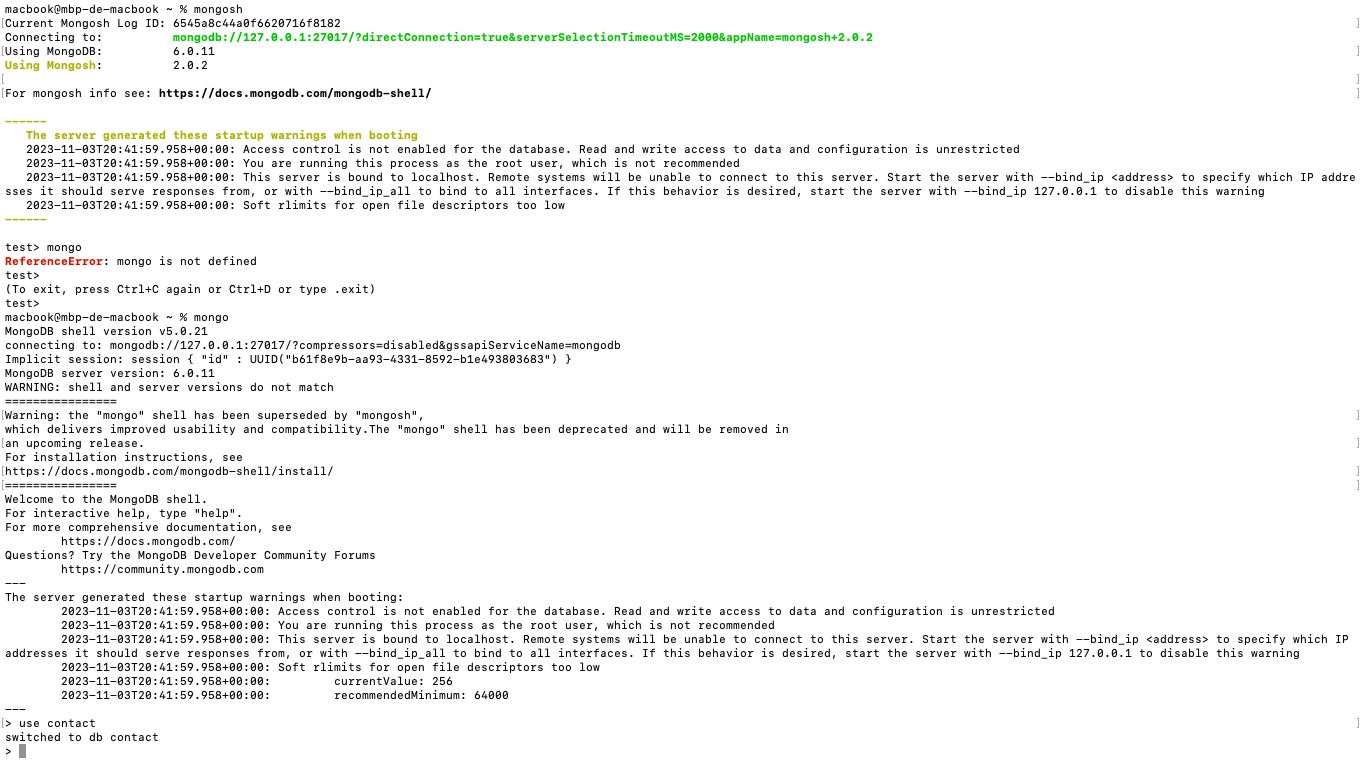 macbook@mbp-de-macbook ~ % mongosh
[Current Mongosh Log ID: 6545a8c44a0f6620716f8182 ]
Connecting to:          mongodb://127.0.0.1:27017/?directConnection=true&serverSelectionTimeoutMS=2000&appName=mongosh+2.0.2
[Using MongoDB:          6.0.11 ]
Using Mongosh:          2.0.2
[ ]
[For mongosh info see: https://docs.mongodb.com/mongodb-shell/ ]
------
   The server generated these startup warnings when booting
   2023-11-03T20:41:59.958+00:00: Access control is not enabled for the database. Read and write access to data and configuration is unrestricted
   2023-11-03T20:41:59.958+00:00: You are running this process as the root user, which is not recommended
   2023-11-03T20:41:59.958+00:00: This server is bound to localhost. Remote systems will be unable to connect to this server. Start the server with --bind_ip <address> to specify which IP addre
sses it should serve responses from, or with --bind_ip_all to bind to all interfaces. If this behavior is desired, start the server with --bind_ip 127.0.0.1 to disable this warning
   2023-11-03T20:41:59.958+00:00: Soft rlimits for open file descriptors too low
------
test> mongo
ReferenceError: mongo is not defined
test>
(To exit, press Ctrl+C again or Ctrl+D or type .exit)
test>
macbook@mbp-de-macbook ~ % mongo
MongoDB shell version v5.0.21
connecting to: mongodb://127.0.0.1:27017/?compressors=disabled&gssapiServiceName=mongodb
Implicit session: session { "id" : UUID("b61f8e9b-aa93-4331-8592-b1e493803683") }
MongoDB server version: 6.0.11
WARNING: shell and server versions do not match
================
[Warning: the "mongo" shell has been superseded by "mongosh", ]
which delivers improved usability and compatibility.The "mongo" shell has been deprecated and will be removed in
[an upcoming release. ]
For installation instructions, see
[https://docs.mongodb.com/mongodb-shell/install/ ]
[================ ]
Welcome to the MongoDB shell.
For interactive help, type "help".
For more comprehensive documentation, see
        https://docs.mongodb.com/
Questions? Try the MongoDB Developer Community Forums
        https://community.mongodb.com
---
The server generated these startup warnings when booting:
        2023-11-03T20:41:59.958+00:00: Access control is not enabled for the database. Read and write access to data and configuration is unrestricted
        2023-11-03T20:41:59.958+00:00: You are running this process as the root user, which is not recommended
        2023-11-03T20:41:59.958+00:00: This server is bound to localhost. Remote systems will be unable to connect to this server. Start the server with --bind_ip <address> to specify which IP
addresses it should serve responses from, or with --bind_ip_all to bind to all interfaces. If this behavior is desired, start the server with --bind_ip 127.0.0.1 to disable this warning
        2023-11-03T20:41:59.958+00:00: Soft rlimits for open file descriptors too low
        2023-11-03T20:41:59.958+00:00:         currentValue: 256
        2023-11-03T20:41:59.958+00:00:         recommendedMinimum: 64000
---
[> use contact ]
switched to db contact
>